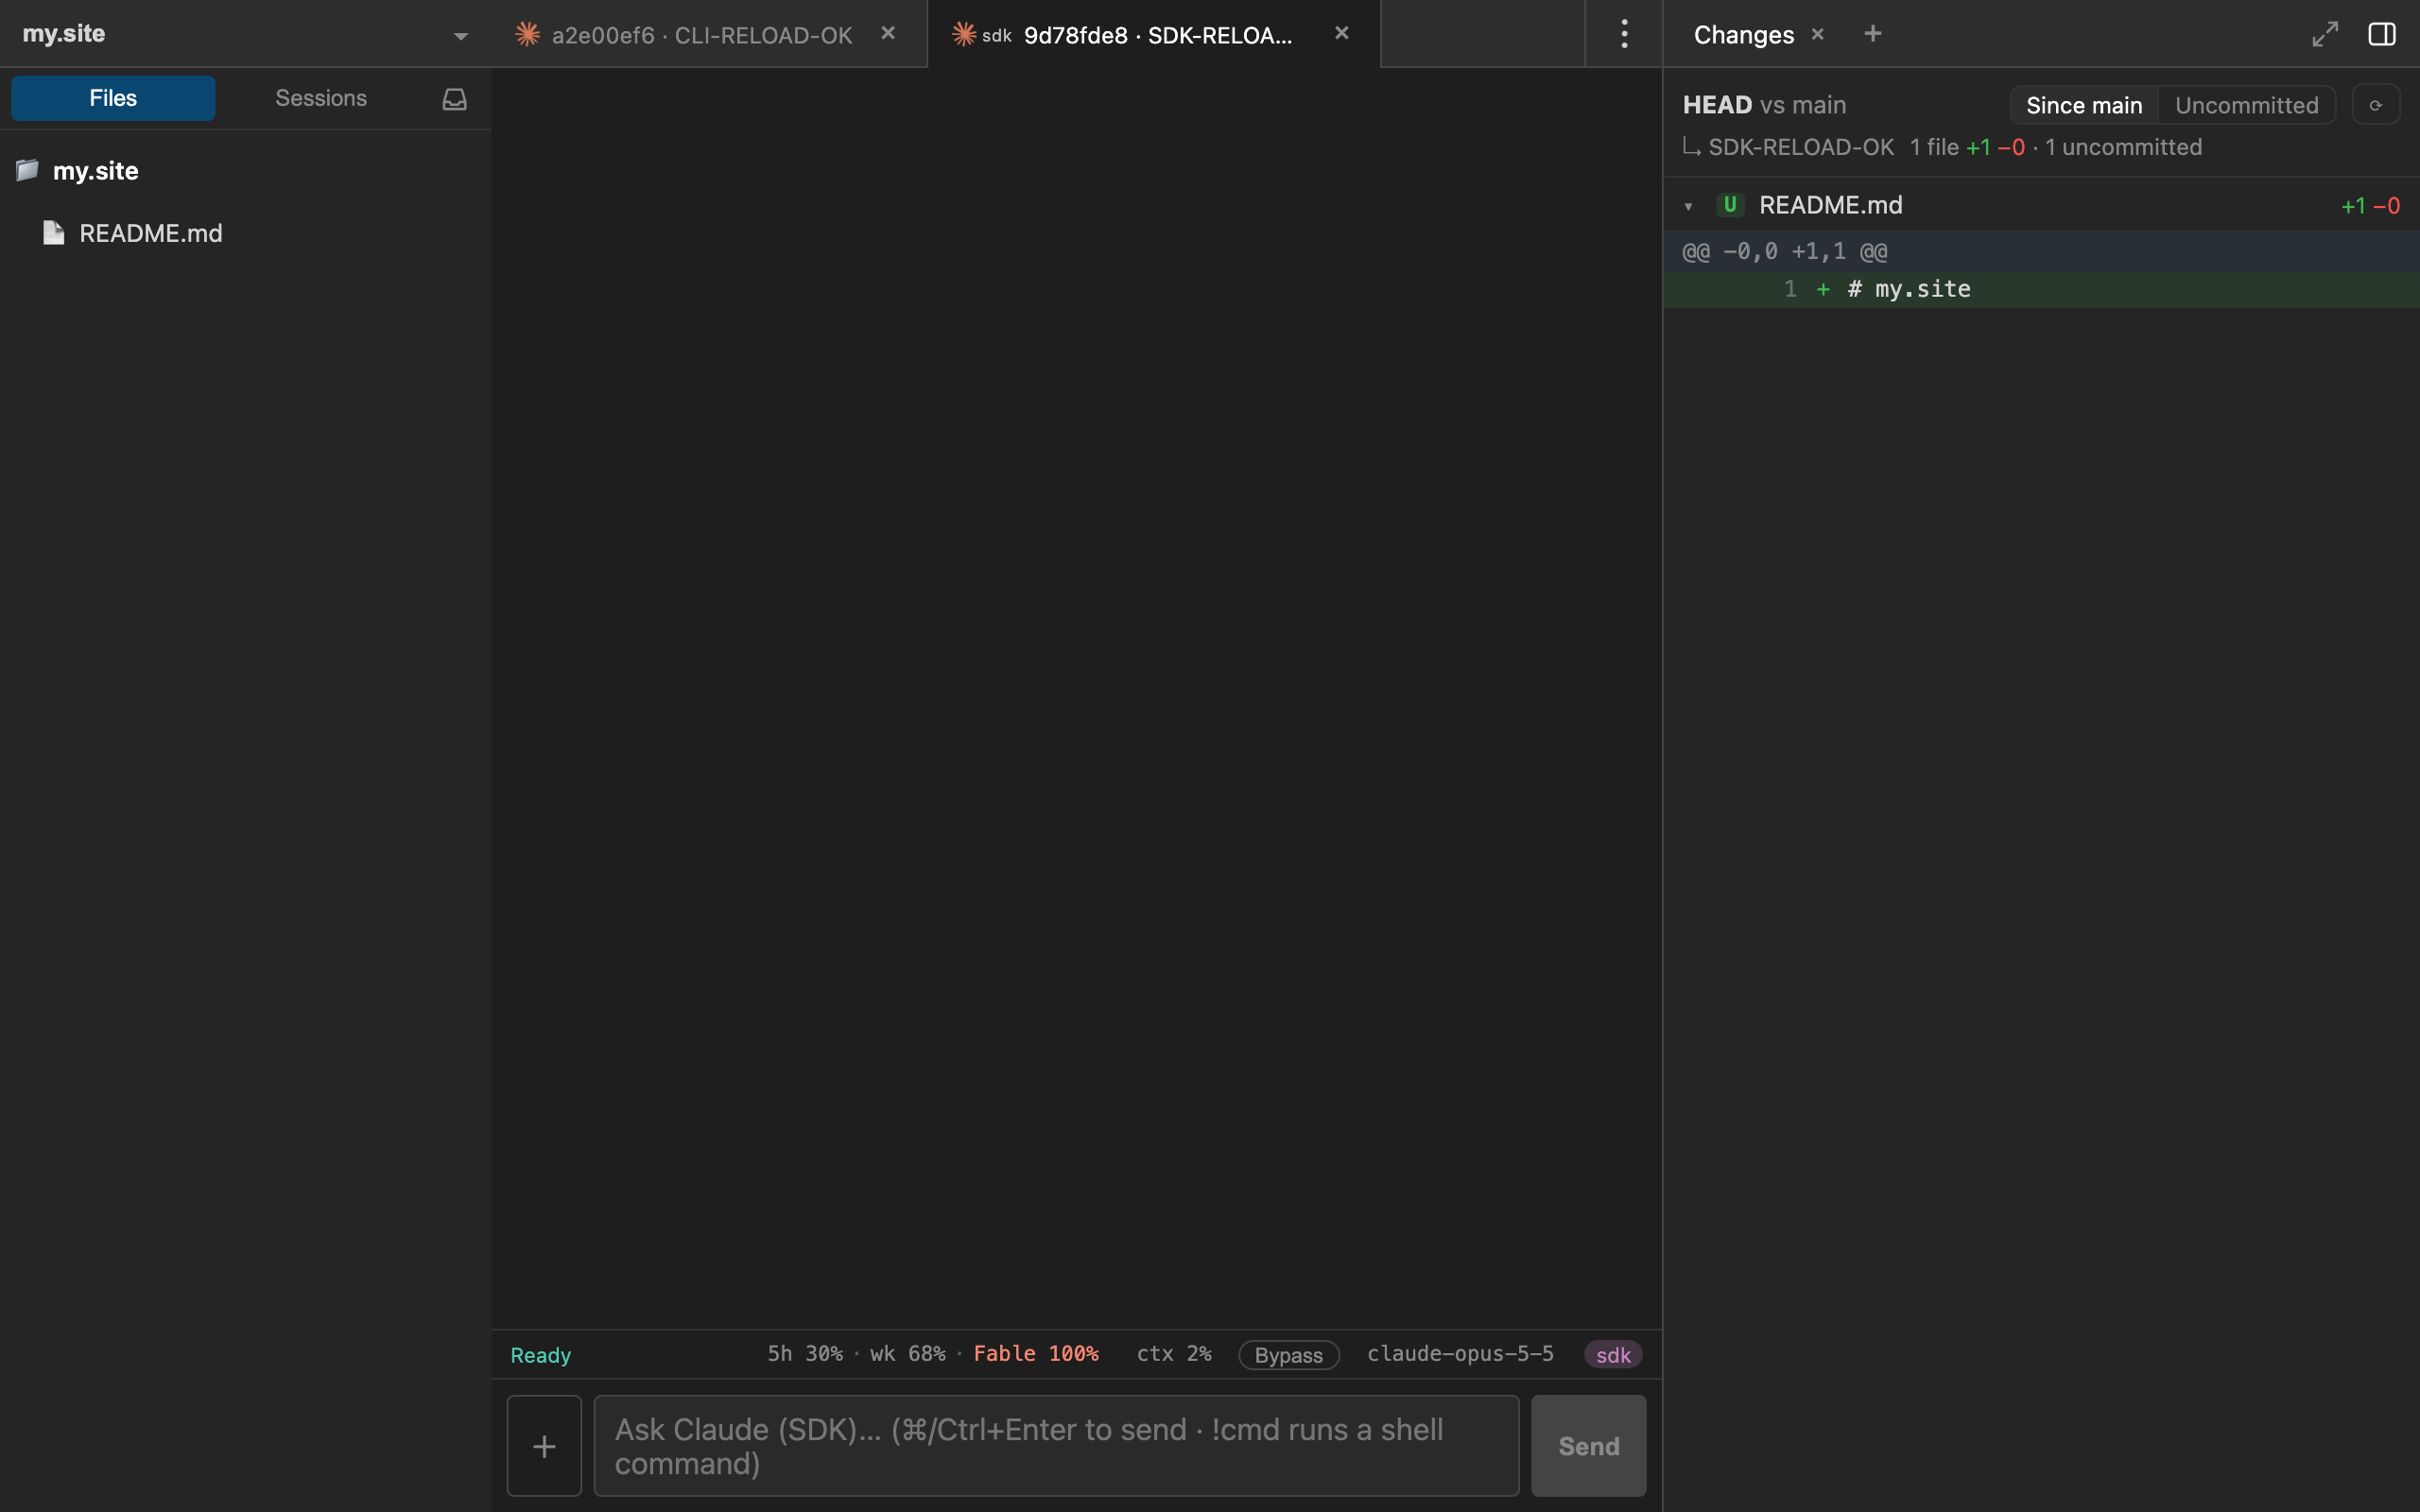 my.site
a2e00ef6 · CLI-RELOAD-OK ×
sdk 9d78fde8 · SDK-RELOA... ×
Changes × +
Files
Sessions
my.site
README.md
HEAD vs main
Since main
Uncommitted
SDK-RELOAD-OK 1 file +1 −0 · 1 uncommitted
U README.md +1 −0
@@ −0,0 +1,1 @@
1 + # my.site
Ready
5h 30% · wk 68% · Fable 100%
ctx 2%
Bypass
claude-opus-5-5
sdk
+
Ask Claude (SDK)... (⌘/Ctrl+Enter to send · !cmd runs a shell
command)
Send